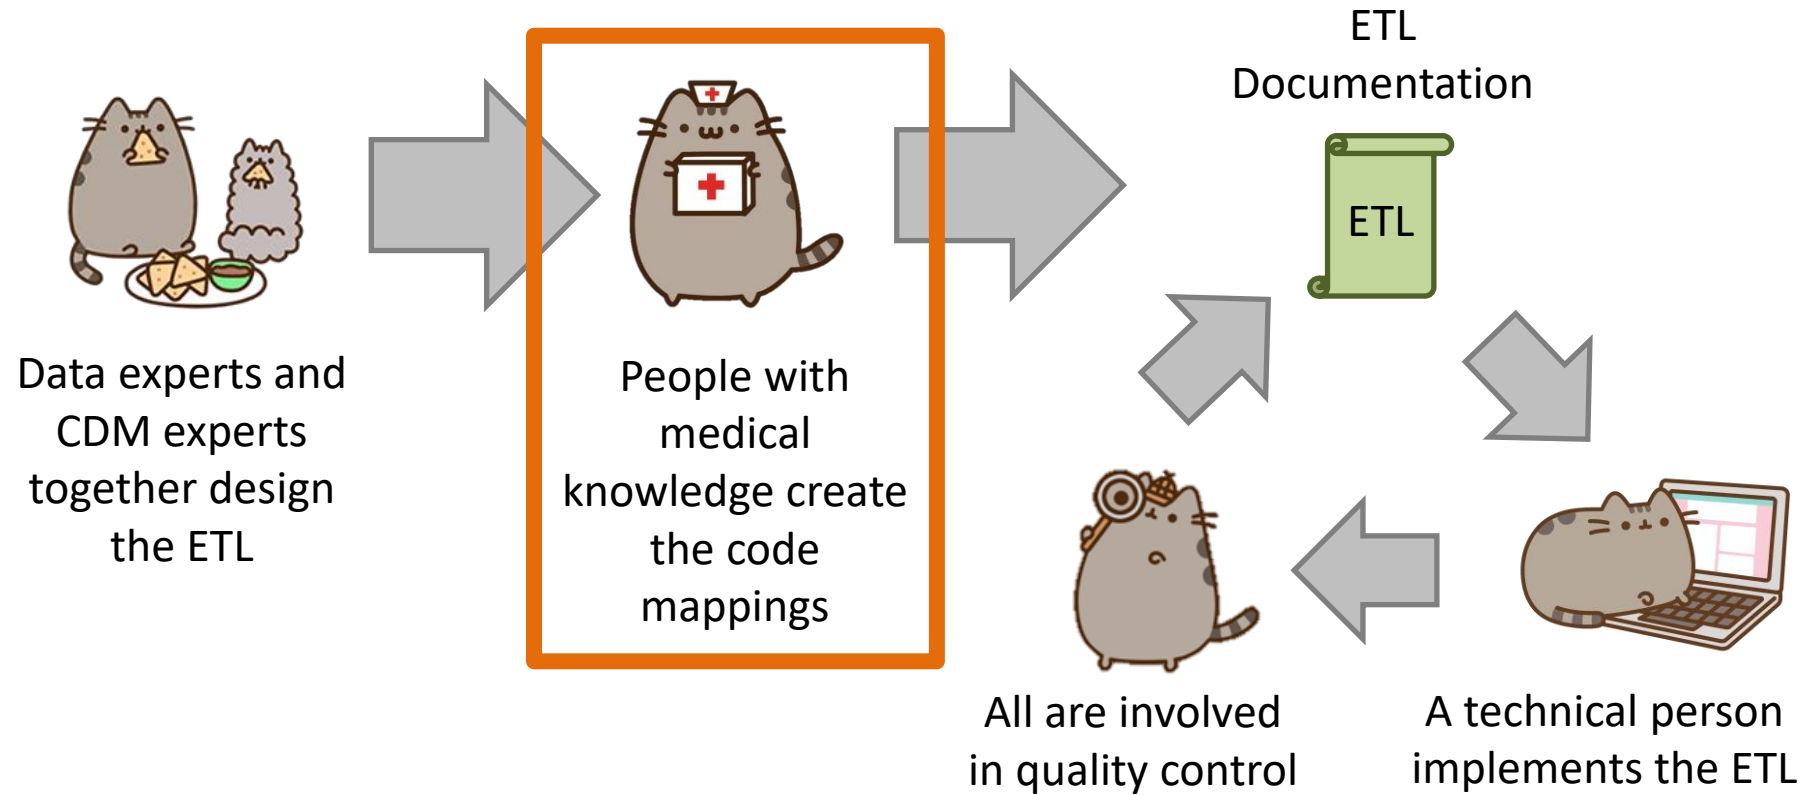 Data experts and
CDM experts
together design
the ETL
People with
medical
knowledge create
the code
mappings
ETL
Documentation
ETL
A technical person
implements the ETL
All are involved
in quality control